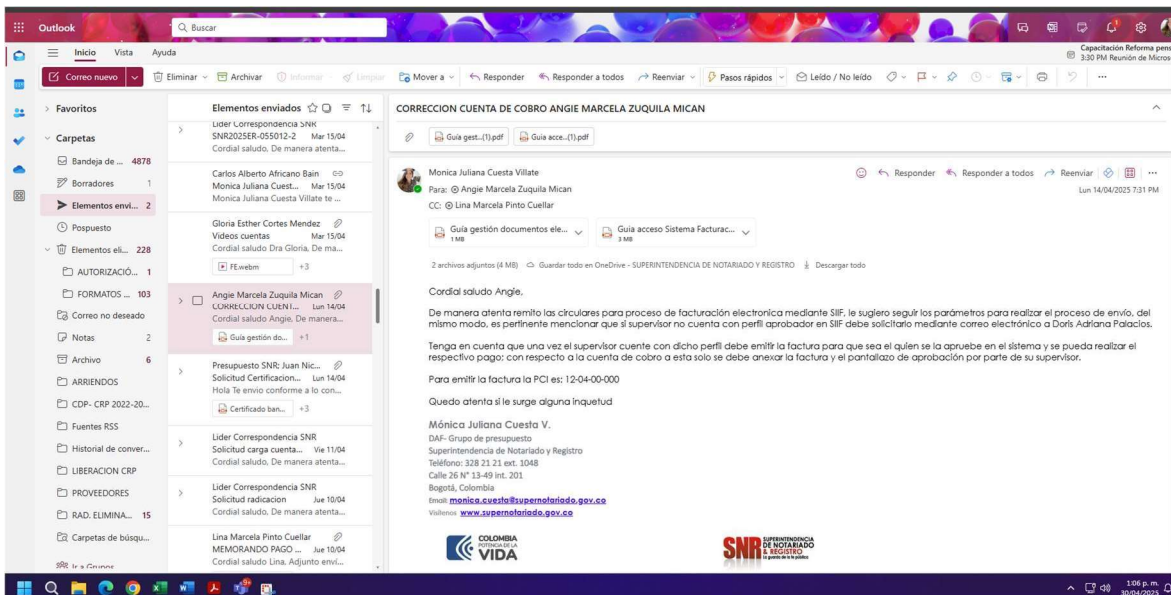 Outlook
Buscar
Inicio Vista Ayuda
Capacitación Reforma pens
3:30 PM Reunión de Micros
Correo nuevo Eliminar Archivar Informar Limpiar Mover a Responder Responder a todos Reenviar Pasos rápidos Leído / No leído
Favoritos
Carpetas
Bandeja de ... 4878
Borradores 1
Elementos envi... 2
Pospuesto
Elementos eli... 228
AUTORIZACIÓ... 1
FORMATOS ... 103
Correo no deseado
Notas 2
Archivo 6
ARRIENDOS
CDP- CRP 2022-20...
Fuentes RSS
Historial de conver...
LIBERACION CRP
PROVEEDORES
RAD. ELIMINA... 15
Carpetas de búsqu...
Ir a Grupos
Elementos enviados
Lider Correspondencia SNR
SNR2025ER-055012-2 Mar 15/04
Cordial saludo, De manera atenta...
Carlos Alberto Africano Bain
Monica Juliana Cuest... Mar 15/04
Monica Juliana Cuesta Villate te ...
Gloria Esther Cortes Mendez
Videos cuentas Mar 15/04
Cordial saludo Dra Gloria, De ma...
FE.webm +3
Angie Marcela Zuquila Mican
CORRECCION CUENT... Lun 14/04
Cordial saludo Angie, De manera...
Guía gestión do... +1
Presupuesto SNR; Juan Nic...
Solicitud Certificacion... Lun 14/04
Hola Te envio conforme a lo con...
Certificado ban... +3
Lider Correspondencia SNR
Solicitud carga cuenta... Vie 11/04
Cordial saludo, De manera atenta...
Lider Correspondencia SNR
Solicitud radicacion Jue 10/04
Cordial saludo, De manera atenta...
Lina Marcela Pinto Cuellar
MEMORANDO PAGO ... Jue 10/04
Cordial saludo Lina, Adjunto envi...
CORRECCION CUENTA DE COBRO ANGIE MARCELA ZUQUILA MICAN
Guía gest...(1).pdf Guia acce...(1).pdf
Monica Juliana Cuesta Villate
Responder Responder a todos Reenviar
Para: Angie Marcela Zuquila Mican
Lun 14/04/2025 7:31 PM
CC: Lina Marcela Pinto Cuellar
Guía gestión documentos ele...
1 MB
Guia acceso Sistema Facturac...
3 MB
2 archivos adjuntos (4 MB) Guardar todo en OneDrive - SUPERINTENDENCIA DE NOTARIADO Y REGISTRO Descargar todo
Cordial saludo Angie,
De manera atenta remito las circulares para proceso de facturación electronica mediante SIIF, le sugiero seguir los parámetros para realizar el proceso de envío, del
mismo modo, es pertinente mencionar que si supervisor no cuenta con perfil aprobado en SIIF debe solicitarlo mediante correo electrónico a Doris Adriana Palacios.
Tenga en cuenta que una vez el supervisor cuente con dicho perfil debe emitir la factura para que sea el quien se la apruebe en el sistema y se pueda realizar el
respectivo pago; con respecto a la cuenta de cobro a esta solo se debe anexar la factura y el pantallazo de aprobación por parte de su supervisor.
Para emitir la factura la PCI es: 12-04-00-000
Quedo atenta si le surge alguna inquetud
Mónica Juliana Cuesta V.
DAF- Grupo de presupuesto
Superintendencia de Notariado y Registro
Teléfono: 328 21 21 ext. 1048
Calle 26 N° 13-49 int. 201
Bogotá, Colombia
Email: monica.cuesta@supernotariado.gov.co
Visítenos: www.supernotariado.gov.co
COLOMBIA
POTENCIA DE LA
VIDA
SNR SUPERINTENDENCIA
DE NOTARIADO
& REGISTRO
La guarda de la fe pública
1:06 p. m.
30/04/2025